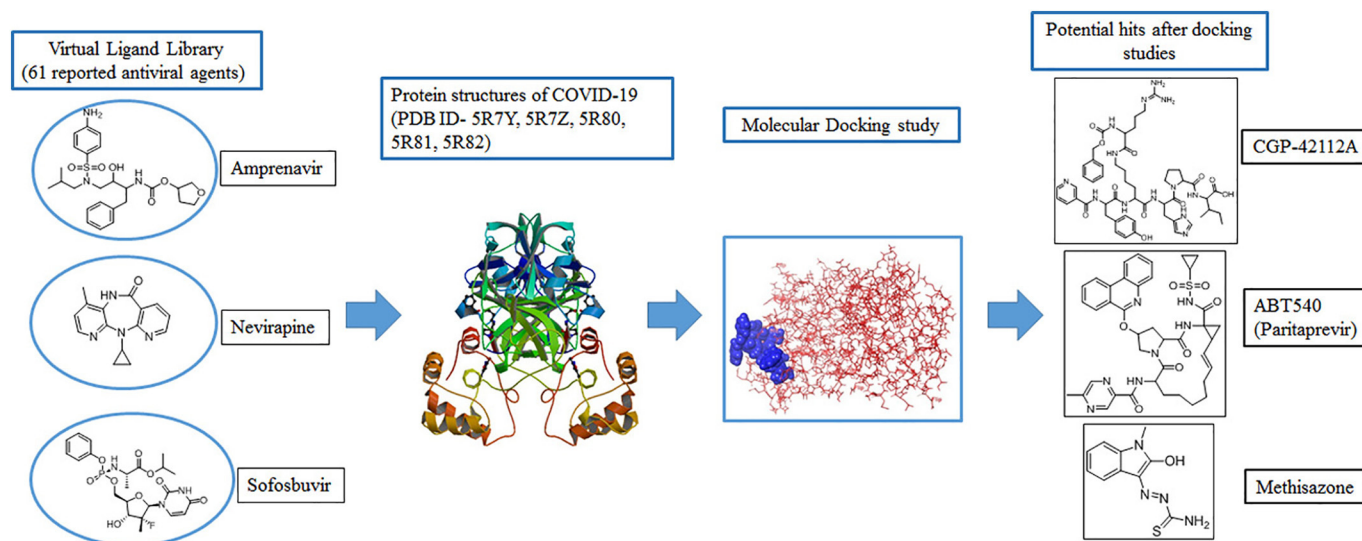 Virtual Ligand Library
(61 reported antiviral agents)
Amprenavir
Nevirapine
Sofosbuvir
Protein structures of COVID-19
(PDB ID- 5R7Y, 5R7Z, 5R80,
5R81, 5R82)
Molecular Docking study
Potential hits after docking
studies
CGP-42112A
ABT540
(Paritaprevir)
Methisazone